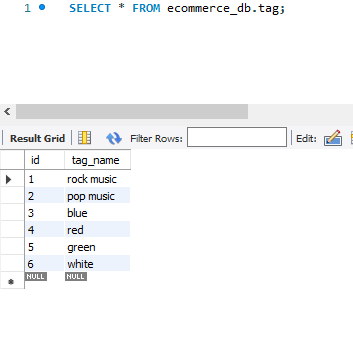 1 SELECT * FROM ecommerce_db.tag;
Result Grid Filter Rows: Edit:
id tag_name
1 rock music
2 pop music
3 blue
4 red
5 green
6 white
NULL NULL